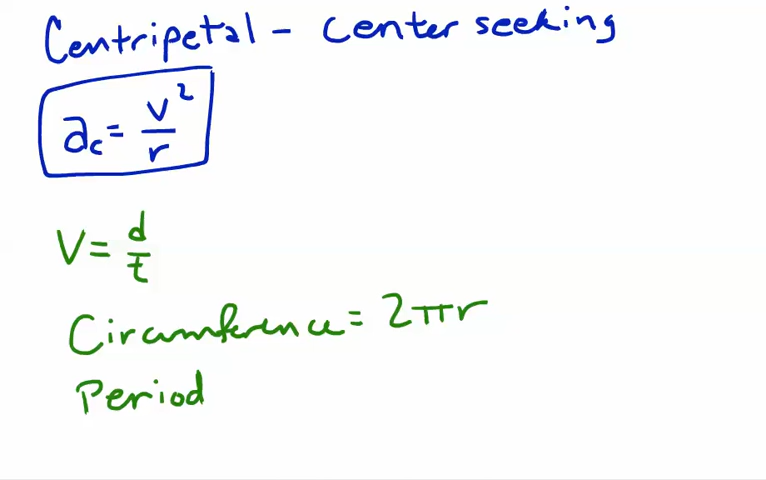 Centripetal - center seeking
ac = v²/r
V = d/t
Circumference = 2πr
Period